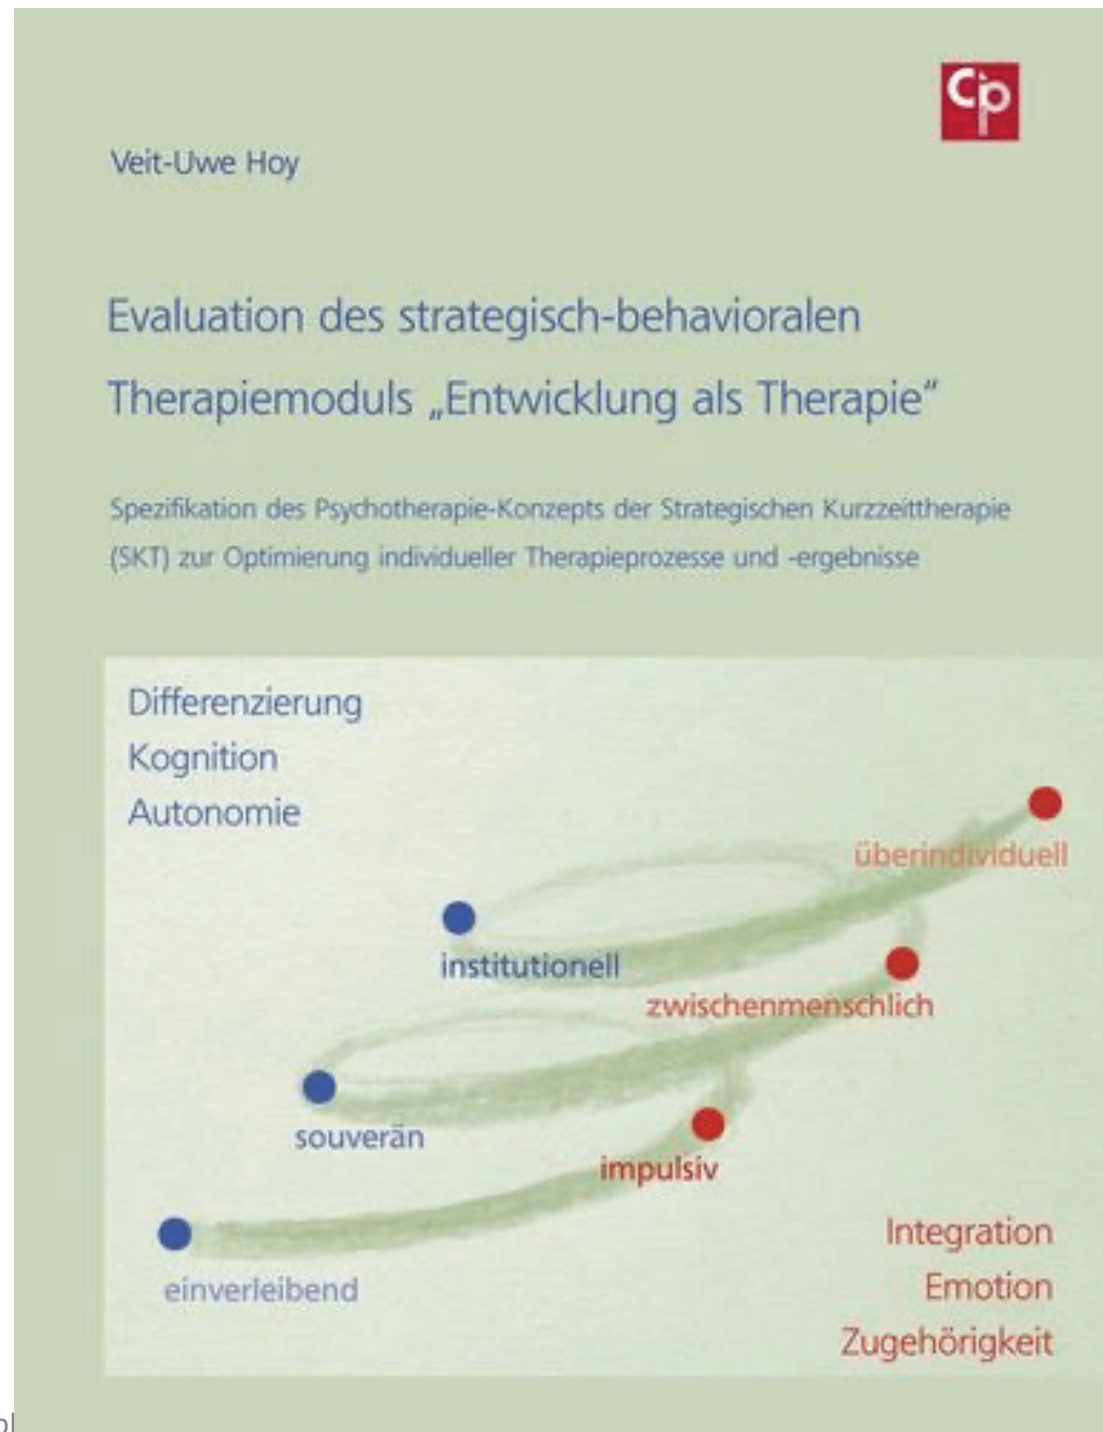 CIP
Veit-Uwe Hoy
Evaluation des strategisch-behavioralen
Therapiemoduls „Entwicklung als Therapie“
Spezifikation des Psychotherapie-Konzepts der Strategischen Kurzzeittherapie
(SKT) zur Optimierung individueller Therapieprozesse und -ergebnisse
Differenzierung
Kognition
Autonomie
überindividuell
institutionell
zwischenmenschlich
souverän
impulsiv
einverleibend
Integration
Emotion
Zugehörigkeit